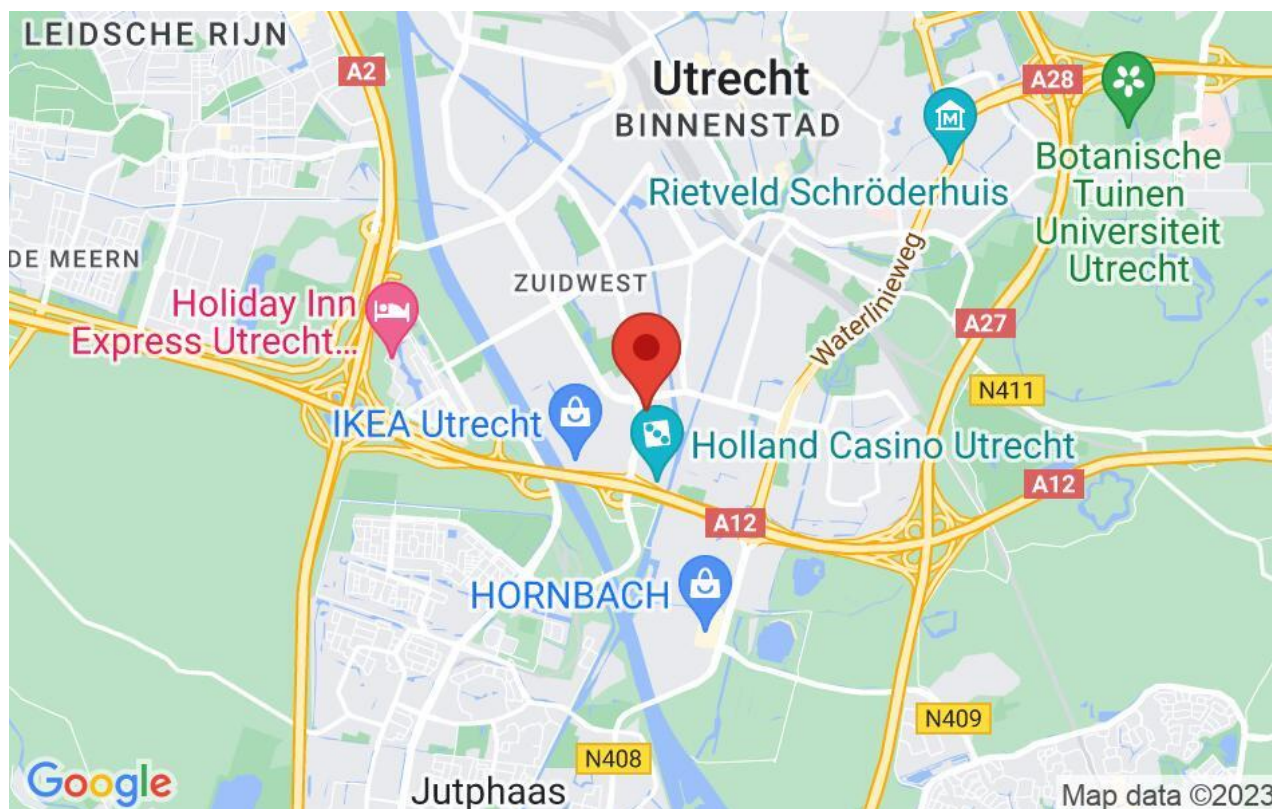 LEIDSCHE RIJN
A2
Utrecht
BINNENSTAD
A28
M
Botanische
Tuinen
Universiteit
Utrecht
Rietveld Schröderhuis
DE MEERN
ZUIDWEST
Waterlinieweg
Holiday Inn
Express Utrecht...
A27
N411
IKEA Utrecht
Holland Casino Utrecht
A12
A12
HORNBACH
N409
N408
Google
Jutphaas
Map data ©2023